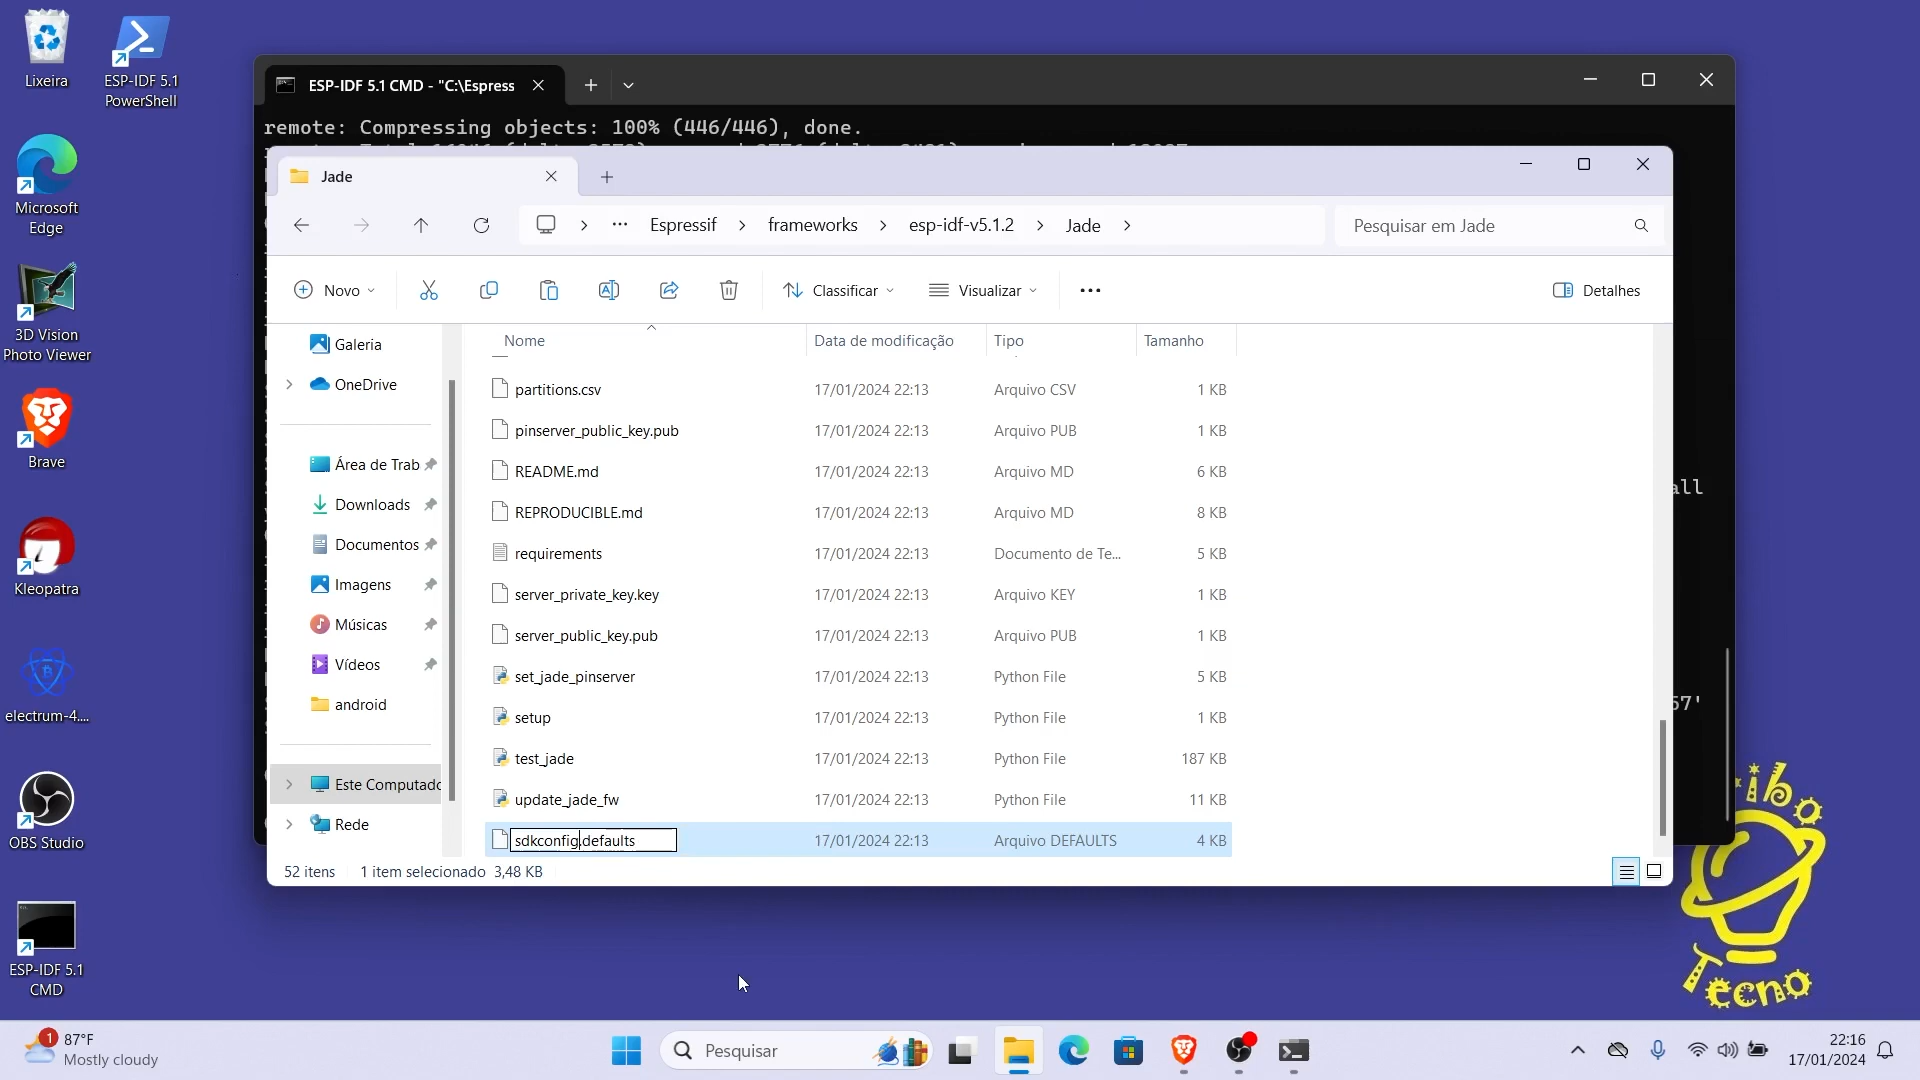 Lixeira
ESP-IDF 5.1
PowerShell
Microsoft
Edge
3D Vision
Photo Viewer
Brave
Kleopatra
electrum-4....
OBS Studio
ESP-IDF 5.1
CMD
ESP-IDF 5.1 CMD - "C:\Espress
remote: Compressing objects: 100% (446/446), done.
all
57'
Jade
Espressif > frameworks > esp-idf-v5.1.2 > Jade >
Pesquisar em Jade
Novo
Classificar
Visualizar
Detalhes
Galeria
OneDrive
Área de Trab
Downloads
Documentos
Imagens
Músicas
Vídeos
android
Este Computado
Rede
Nome Data de modificação Tipo Tamanho
partitions.csv 17/01/2024 22:13 Arquivo CSV 1 KB
pinserver_public_key.pub 17/01/2024 22:13 Arquivo PUB 1 KB
README.md 17/01/2024 22:13 Arquivo MD 6 KB
REPRODUCIBLE.md 17/01/2024 22:13 Arquivo MD 8 KB
requirements 17/01/2024 22:13 Documento de Te... 5 KB
server_private_key.key 17/01/2024 22:13 Arquivo KEY 1 KB
server_public_key.pub 17/01/2024 22:13 Arquivo PUB 1 KB
set_jade_pinserver 17/01/2024 22:13 Python File 5 KB
setup 17/01/2024 22:13 Python File 1 KB
test_jade 17/01/2024 22:13 Python File 187 KB
update_jade_fw 17/01/2024 22:13 Python File 11 KB
sdkconfig.defaults 17/01/2024 22:13 Arquivo DEFAULTS 4 KB
52 itens 1 item selecionado 3,48 KB
Tecno
1
87°F
Mostly cloudy
Pesquisar
22:16
17/01/2024